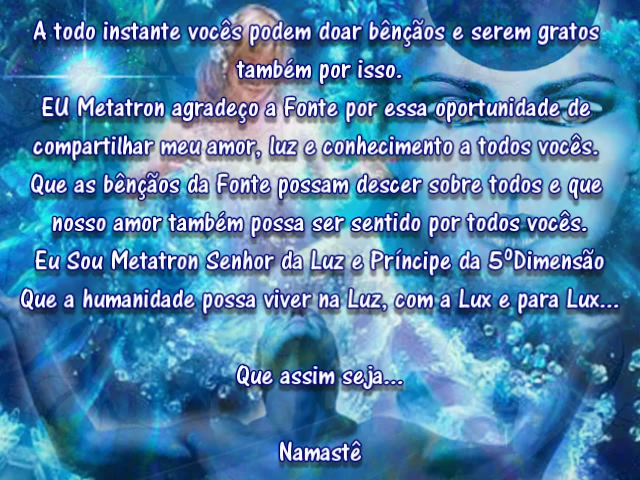 A todo instante vocês podem doar bênçãos e serem gratos
também por isso.
EU Metatron agradeço a Fonte por essa oportunidade de
compartilhar meu amor, luz e conhecimento a todos vocês.
Que as bênçãos da Fonte possam descer sobre todos e que
nosso amor também possa ser sentido por todos vocês.
Eu Sou Metatron Senhor da Luz e Príncipe da 5ºDimensão
Que a humanidade possa viver na Luz, com a Lux e para Lux...
Que assim seja...
Namastê